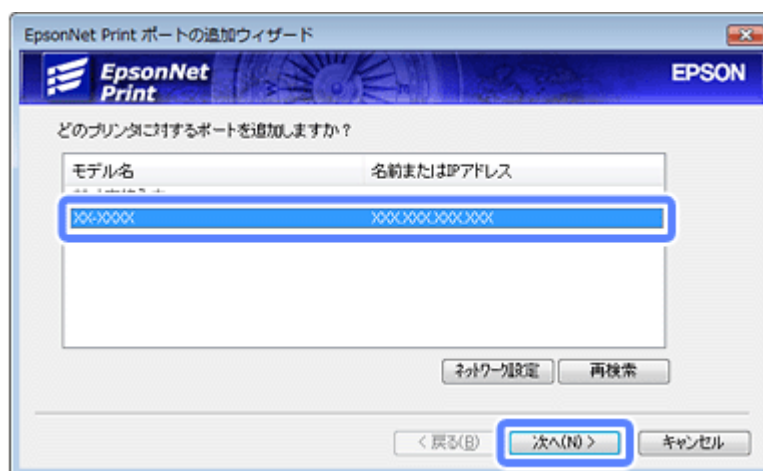 EpsonNet Print ポートの追加ウィザード
EpsonNet
Print
EPSON
どのプリンタに対するポートを追加しますか？
モデル名 名前またはIPアドレス
XX-XXXX XXX.XXX.XXX.XXX
ネットワーク設定 再検索
< 戻る(B) 次へ(N) > キャンセル